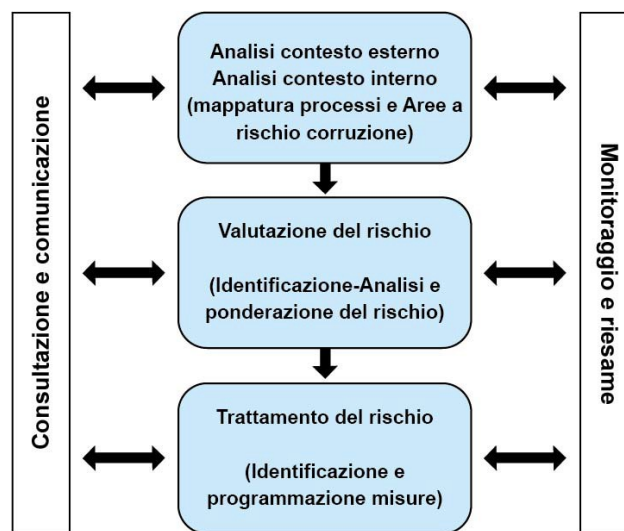 Consultazione e comunicazione
Analisi contesto esterno
Analisi contesto interno
(mappatura processi e Aree a
rischio corruzione)
Valutazione del rischio
(Identificazione-Analisi e
ponderazione del rischio)
Trattamento del rischio
(Identificazione e
programmazione misure)
Monitoraggio e riesame